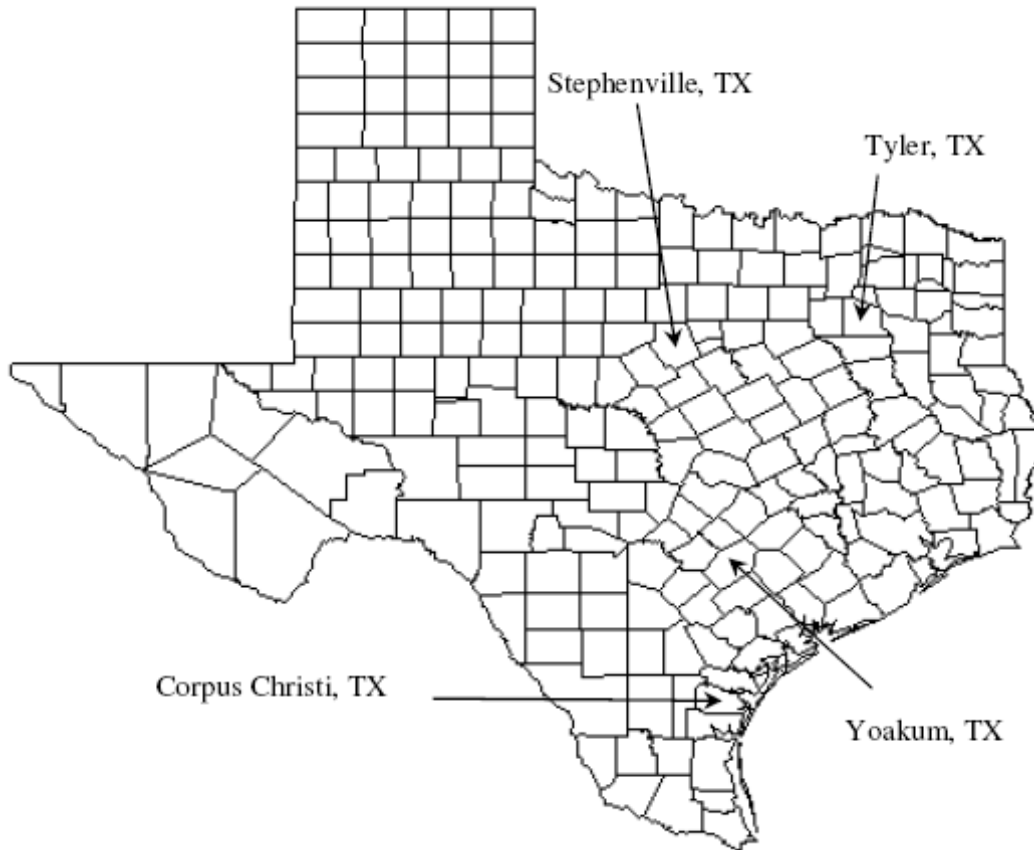 Stephenville, TX
Tyler, TX
Corpus Christi, TX
Yoakum, TX